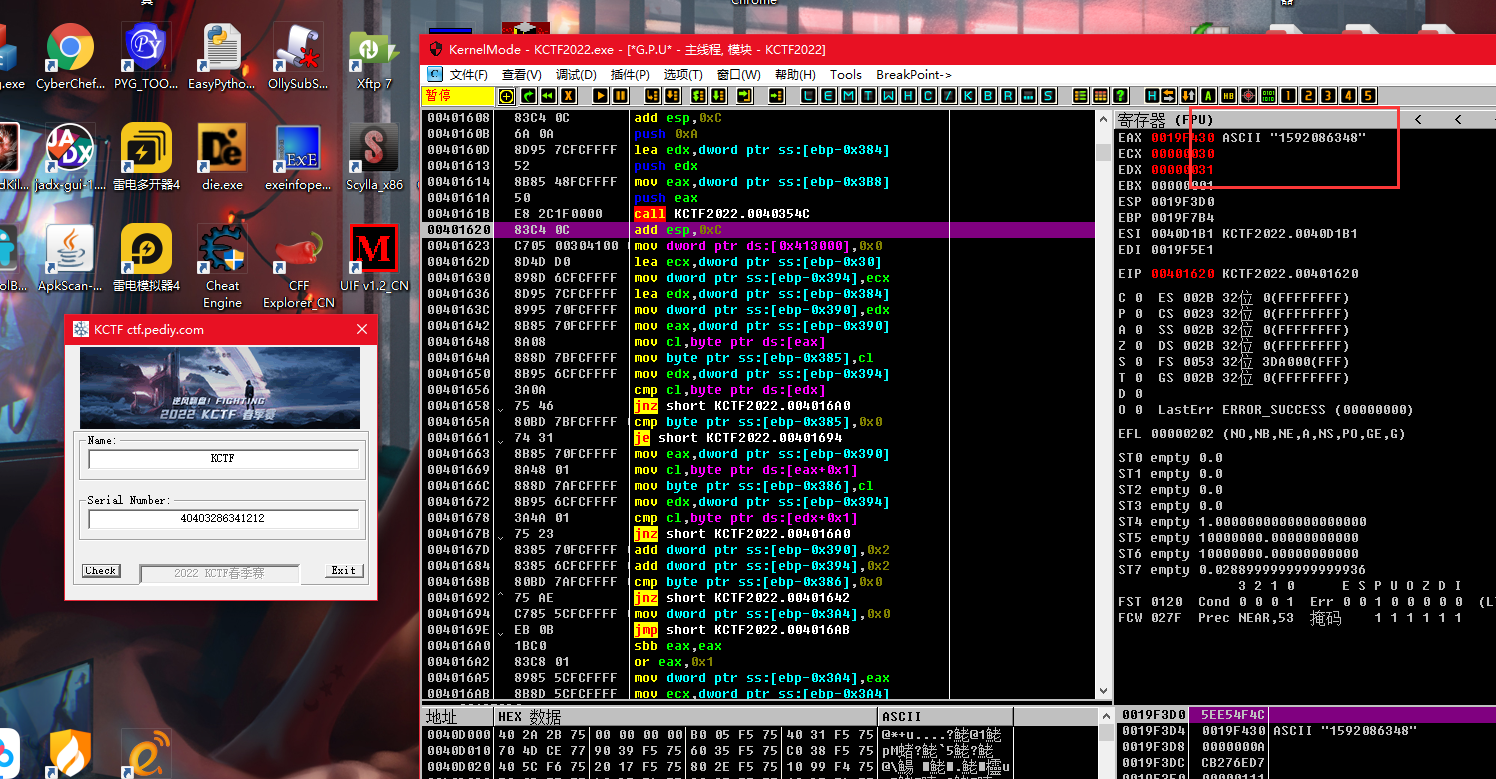 Chrome
.exe
CyberChef...
PYG_TOO...
EasyPytho...
OllySubS...
Xftp 7
dKil...
jadx-gui-1....
雷电多开器4
die.exe
exeinfope...
Scylla_x86
olB...
ApkScan-...
雷电模拟器4
Cheat
Engine
CFF
Explorer_CN
UIF v1.2_CN
KCTF ctf.pediy.com
逆风翻盘! FIGHTING
2022 KCTF 春季赛
Name:
KCTF
Serial Number:
40403286341212
Check
2022 KCTF春季赛
Exit
KernelMode - KCTF2022.exe - [*G.P.U* - 主线程, 模块 - KCTF2022]
文件(F) 查看(V) 调试(D) 插件(P) 选项(T) 窗口(W) 帮助(H) Tools BreakPoint->
暂停
L E M T W H C / K B R ... S
00401608 83C4 0C add esp,0xC
0040160B 6A 0A push 0xA
0040160D 8D95 7CFCFFFF lea edx,dword ptr ss:[ebp-0x384]
00401613 52 push edx
00401614 8B85 48FCFFFF mov eax,dword ptr ss:[ebp-0x3B8]
0040161A 50 push eax
0040161B E8 2C1F0000 call KCTF2022.0040354C
00401620 83C4 0C add esp,0xC
00401623 C705 00304100 mov dword ptr ds:[0x413000],0x0
0040162D 8D4D D0 lea ecx,dword ptr ss:[ebp-0x30]
00401630 898D 6CFCFFFF mov dword ptr ss:[ebp-0x394],ecx
00401636 8D95 7CFCFFFF lea edx,dword ptr ss:[ebp-0x384]
0040163C 8995 70FCFFFF mov dword ptr ss:[ebp-0x390],edx
00401642 8B85 70FCFFFF mov eax,dword ptr ss:[ebp-0x390]
00401648 8A08 mov cl,byte ptr ds:[eax]
0040164A 888D 7BFCFFFF mov byte ptr ss:[ebp-0x385],cl
00401650 8B95 6CFCFFFF mov edx,dword ptr ss:[ebp-0x394]
00401656 3A0A cmp cl,byte ptr ds:[edx]
00401658 75 46 jnz short KCTF2022.004016A0
0040165A 80BD 7BFCFFFF cmp byte ptr ss:[ebp-0x385],0x0
00401661 74 31 je short KCTF2022.00401694
00401663 8B85 70FCFFFF mov eax,dword ptr ss:[ebp-0x390]
00401669 8A48 01 mov cl,byte ptr ds:[eax+0x1]
0040166C 888D 7AFCFFFF mov byte ptr ss:[ebp-0x386],cl
00401672 8B95 6CFCFFFF mov edx,dword ptr ss:[ebp-0x394]
00401678 3A4A 01 cmp cl,byte ptr ds:[edx+0x1]
0040167B 75 23 jnz short KCTF2022.004016A0
0040167D 8385 70FCFFFF add dword ptr ss:[ebp-0x390],0x2
00401684 8385 6CFCFFFF add dword ptr ss:[ebp-0x394],0x2
0040168B 80BD 7AFCFFFF cmp byte ptr ss:[ebp-0x386],0x0
00401692 75 AE jnz short KCTF2022.00401642
00401694 C785 5CFCFFFF mov dword ptr ss:[ebp-0x3A4],0x0
0040169E EB 0B jmp short KCTF2022.004016AB
004016A0 1BC0 sbb eax,eax
004016A2 83C8 01 or eax,0x1
004016A5 8985 5CFCFFFF mov dword ptr ss:[ebp-0x3A4],eax
004016AB 8B8D 5CFCFFFF mov ecx,dword ptr ss:[ebp-0x3A4]
寄存器 (FPU) < <
EAX 0019F430 ASCII "1592086348"
ECX 00000030
EDX 00000031
EBX 00000001
ESP 0019F3D0
EBP 0019F7B4
ESI 0040D1B1 KCTF2022.0040D1B1
EDI 0019F5E1
EIP 00401620 KCTF2022.00401620
C 0 ES 002B 32位 0(FFFFFFFF)
P 0 CS 0023 32位 0(FFFFFFFF)
A 0 SS 002B 32位 0(FFFFFFFF)
Z 0 DS 002B 32位 0(FFFFFFFF)
S 0 FS 0053 32位 3DA000(FFF)
T 0 GS 002B 32位 0(FFFFFFFF)
D 0
O 0 LastErr ERROR_SUCCESS (00000000)
EFL 00000202 (NO,NB,NE,A,NS,PO,GE,G)
ST0 empty 0.0
ST1 empty 0.0
ST2 empty 0.0
ST3 empty 0.0
ST4 empty 1.0000000000000000000
ST5 empty 10000000.00000000000
ST6 empty 10000000.00000000000
ST7 empty 0.0288999999999999936
3 2 1 0 E S P U O Z D I
FST 0120 Cond 0 0 0 1 Err 0 0 1 0 0 0 0 0 (LT
FCW 027F Prec NEAR,53 掩码 1 1 1 1 1 1
地址 HEX 数据 ASCII
0040D000 40 2A 2B 75 00 00 00 00 B0 05 F5 75 40 31 F5 75
0040D010 70 4D CE 77 90 39 F5 75 60 35 F5 75 C0 38 F5 75
0040D020 40 5C F6 75 20 17 F5 75 80 2E F5 75 10 99 F4 75
0019F3D0 5EE54F4C
0019F3D4 0019F430 ASCII "1592086348"
0019F3D8 0000000A
0019F3DC CB276ED7